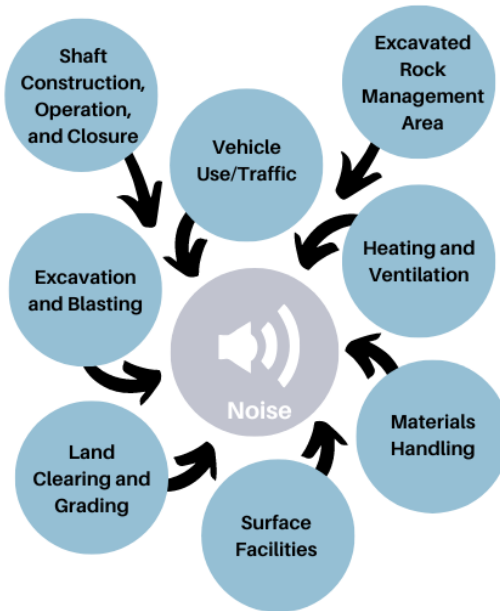 Shaft
Construction,
Operation,
and Closure
Excavated
Rock
Management
Area
Vehicle
Use/Traffic
Heating and
Ventilation
Excavation
and Blasting
Noise
Materials
Handling
Land
Clearing and
Grading
Surface
Facilities